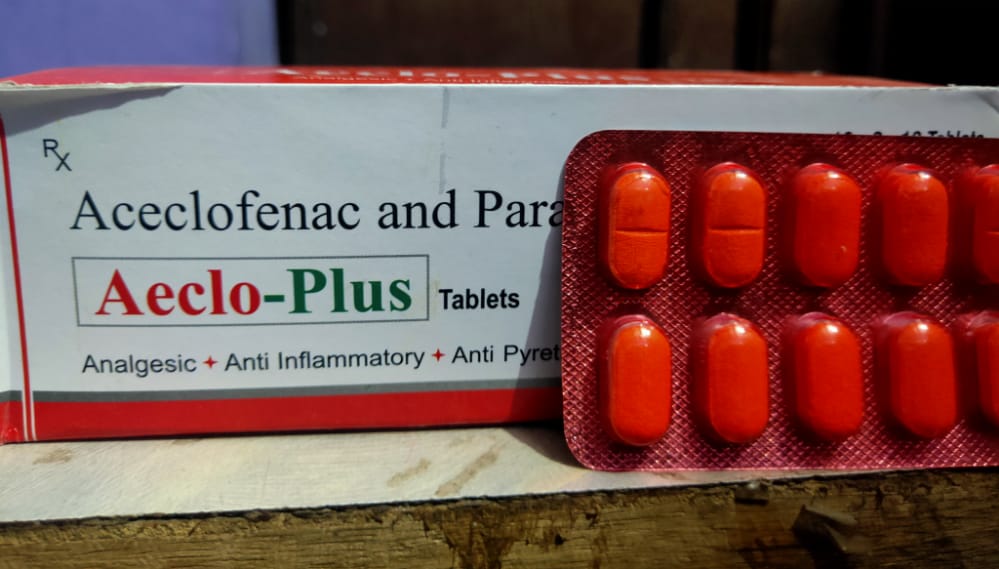 Rx
Aceclofenac and Para
Aeclo-Plus Tablets
Analgesic + Anti Inflammatory + Anti Pyret